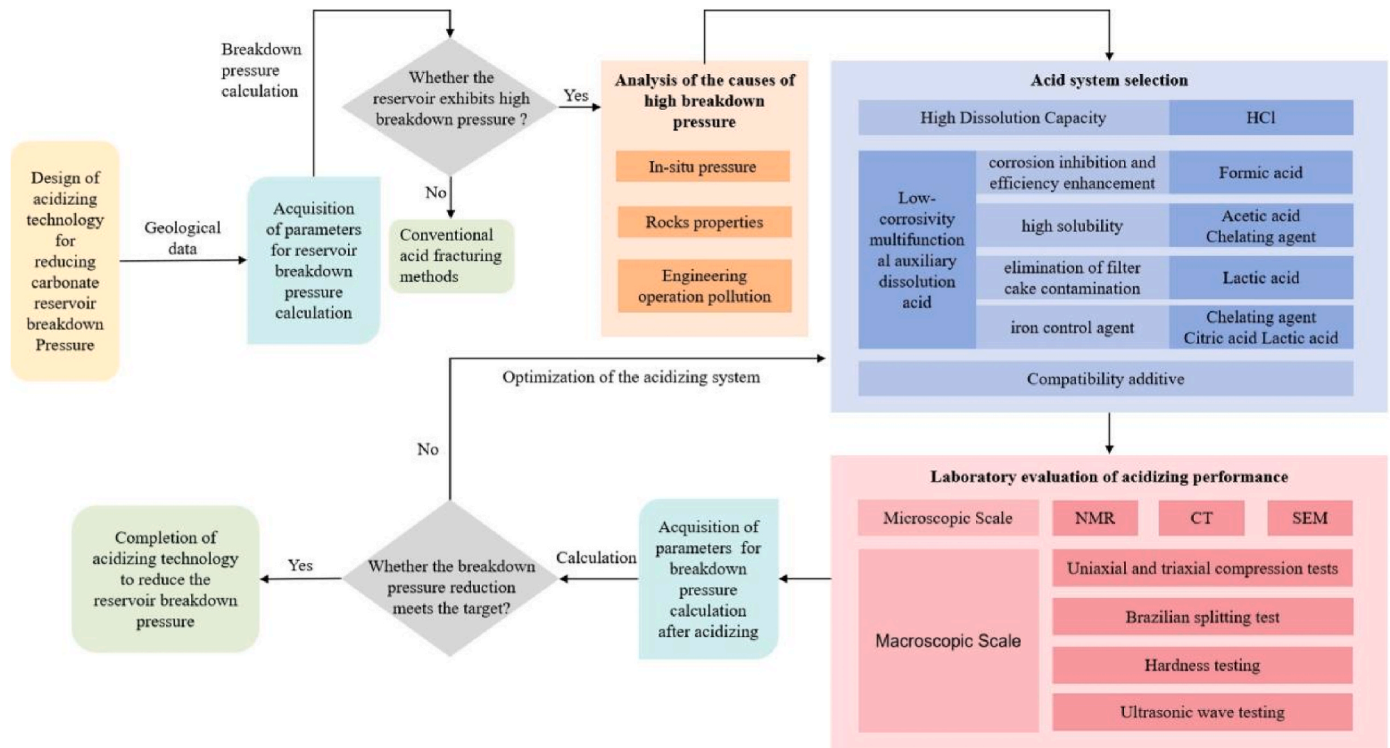 Design of
acidizing
technology
for
reducing
carbonate
reservoir
breakdown
Pressure
Geological
data
Acquisition
of parameters
for reservoir
breakdown
pressure
calculation
Breakdown
pressure
calculation
Whether the
reservoir exhibits high
breakdown pressure ?
Yes
No
Conventional
acid fracturing
methods
Analysis of the causes of
high breakdown
pressure
In-situ pressure
Rocks properties
Engineering
operation pollution
Acid system selection
High Dissolution Capacity
HCl
Low-
corrosivity
multifunction
al auxiliary
dissolution
acid
corrosion inhibition and
efficiency enhancement
Formic acid
high solubility
Acetic acid
Chelating agent
elimination of filter
cake contamination
Lactic acid
iron control agent
Chelating agent
Citric acid Lactic acid
Compatibility additive
Laboratory evaluation of acidizing performance
Microscopic Scale
NMR
CT
SEM
Macroscopic Scale
Uniaxial and triaxial compression tests
Brazilian splitting test
Hardness testing
Ultrasonic wave testing
Acquisition of
parameters for
breakdown
pressure
calculation
after acidizing
Calculation
Whether the breakdown
pressure reduction
meets the target?
No
Optimization of the acidizing system
Yes
Completion of
acidizing technology
to reduce the
reservoir breakdown
pressure